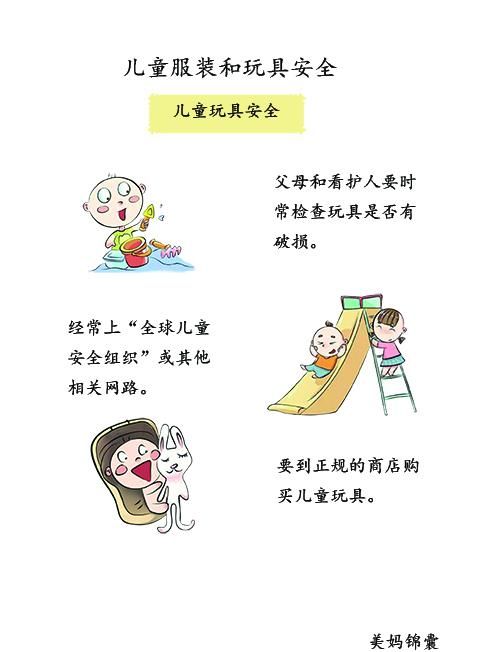 儿童服装和玩具安全
儿童玩具安全
父母和看护人要时
常检查玩具是否有
破损。
经常上“全球儿童
安全组织”或其他
相关网路。
要到正规的商店购
买儿童玩具。
美妈锦囊